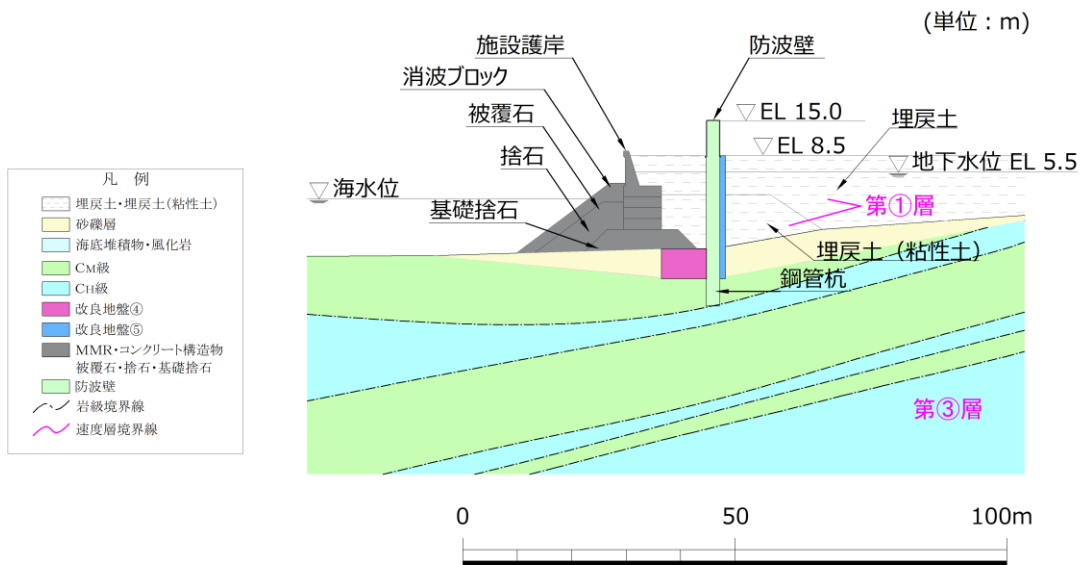 (単位：m)
施設護岸
防波壁
消波ブロック
被覆石
EL 15.0
埋戻土
捨石
EL 8.5
地下水位 EL 5.5
海水位
基礎捨石
第①層
埋戻土（粘性土）
鋼管杭
第③層
凡 例
埋戻土・埋戻土(粘性土)
砂礫層
海底堆積物・風化岩
CM級
CH級
改良地盤④
改良地盤⑤
MMR・コンクリート構造物
被覆石・捨石・基礎捨石
防波壁
岩級境界線
速度層境界線
0 50 100m